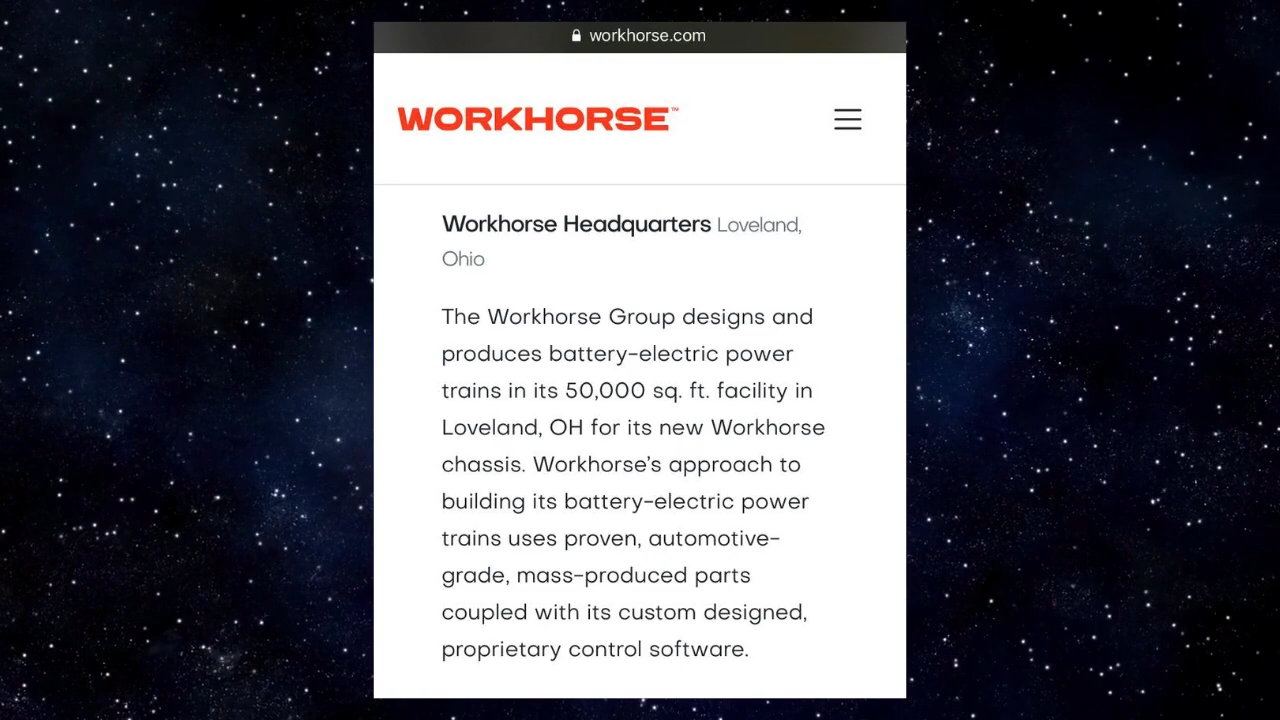 workhorse.com
WORKHORSE™
Workhorse Headquarters Loveland,
Ohio
The Workhorse Group designs and
produces battery-electric power
trains in its 50,000 sq. ft. facility in
Loveland, OH for its new Workhorse
chassis. Workhorse’s approach to
building its battery-electric power
trains uses proven, automotive-
grade, mass-produced parts
coupled with its custom designed,
proprietary control software.